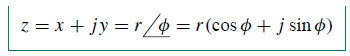 z = x + jy = r∠ϕ = r(cos ϕ + j sin ϕ)